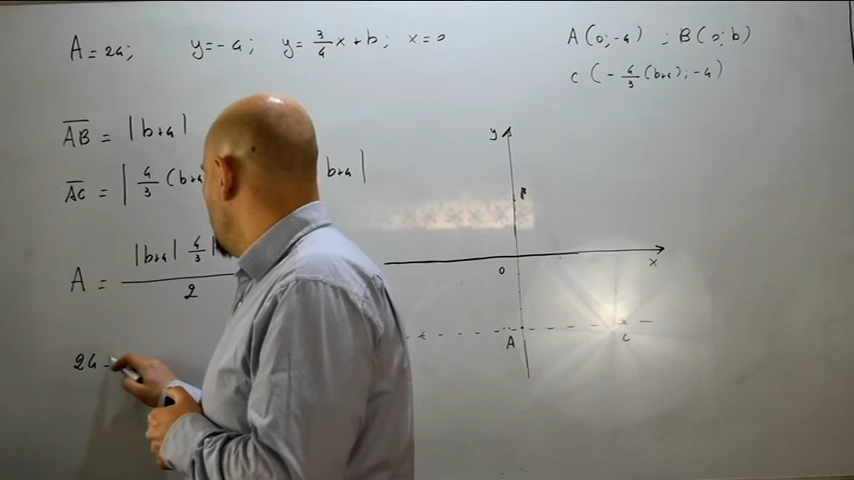 A = 24; y = -4; y = 3/4 x + b; x = 0
A(0; -4) ; B(0; b)
C(-4/3 (b+4); -4)
AB = |b+4|
AC = |4/3 (b+4 b+4|
A = |b+4| 4/3 | / 2
24 =
y
B
0
x
A
C